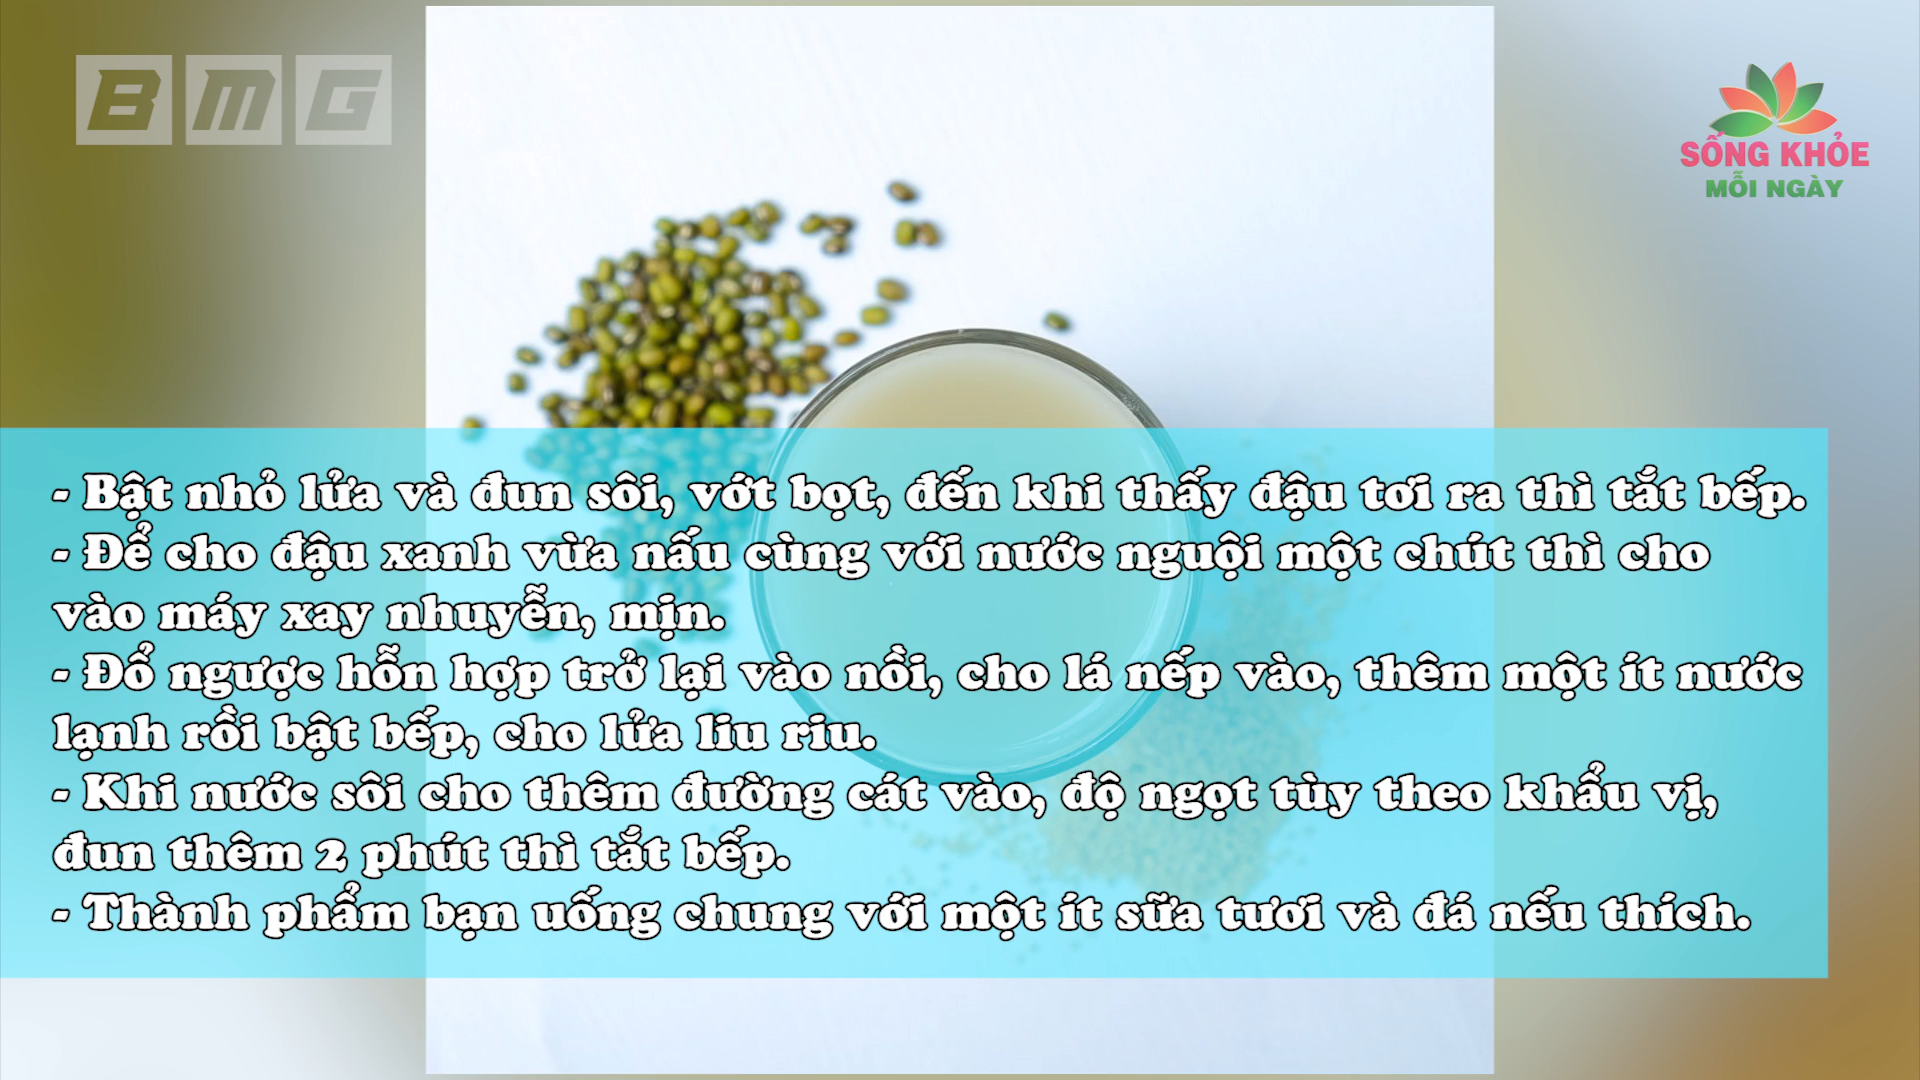 BMG
SỐNG KHỎE
MỖI NGÀY
- Bật nhỏ lửa và đun sôi, vớt bọt, đến khi thấy đậu tơi ra thì tắt bếp.
- Để cho đậu xanh vừa nấu cùng với nước nguội một chút thì cho
vào máy xay nhuyễn, mịn.
- Đổ ngược hỗn hợp trở lại vào nồi, cho lá nếp vào, thêm một ít nước
lạnh rồi bật bếp, cho lửa liu riu.
- Khi nước sôi cho thêm đường cát vào, độ ngọt tùy theo khẩu vị,
đun thêm 2 phút thì tắt bếp.
- Thành phẩm bạn uống chung với một ít sữa tươi và đá nếu thích.